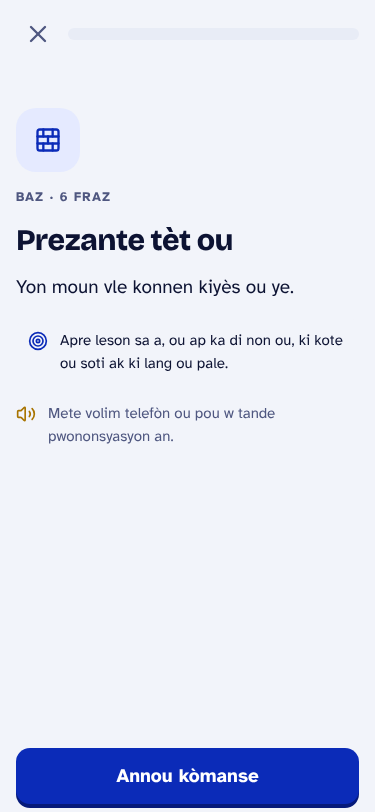 BAZ · 6 FRAZ
Prezante tèt ou
Yon moun vle konnen kiyès ou ye.
Apre leson sa a, ou ap ka di non ou, ki kote
ou soti ak ki lang ou pale.
Mete volim telefòn ou pou w tande
pwononsyasyon an.
Annou kòmanse